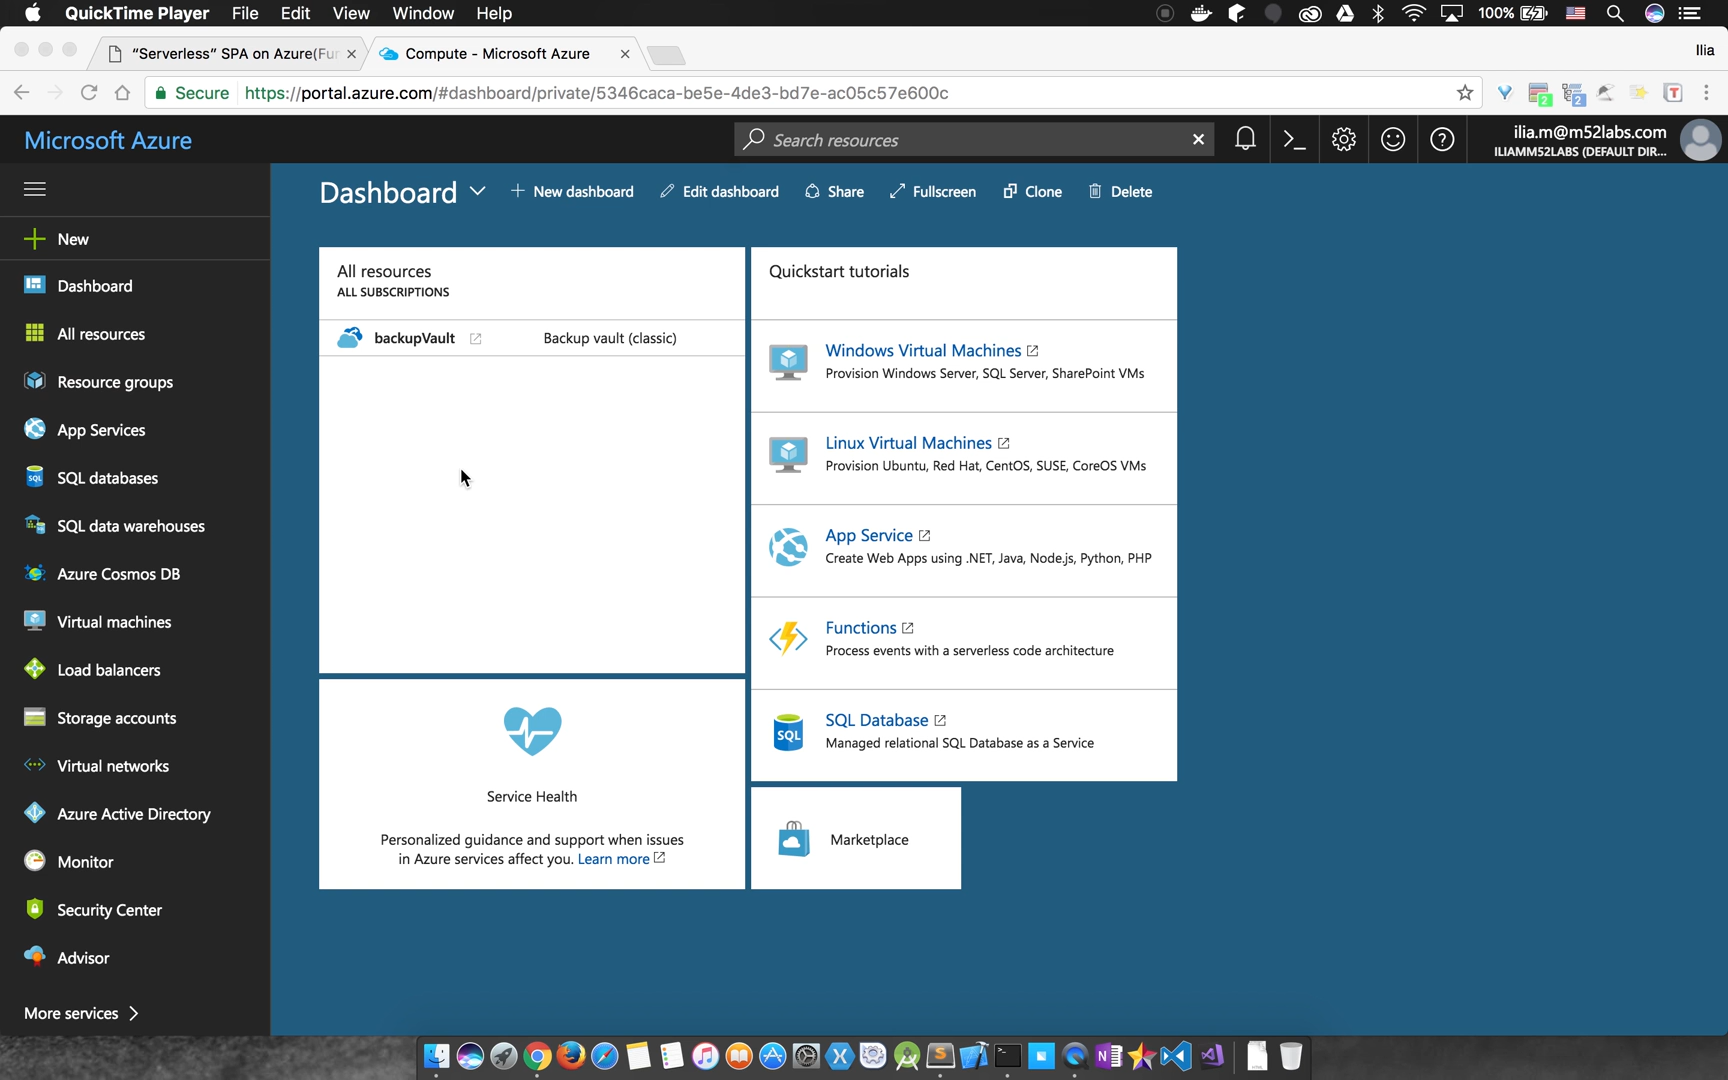 QuickTime Player File Edit View Window Help 100%
"Serverless" SPA on Azure(Fun Compute - Microsoft Azure Ilia
Secure https://portal.azure.com/#dashboard/private/5346caca-be5e-4de3-bd7e-ac05c57e600c
Microsoft Azure Search resources ilia.m@m52labs.com
ILIAMM52LABS (DEFAULT DIR...
Dashboard New dashboard Edit dashboard Share Fullscreen Clone Delete
New
Dashboard
All resources
Resource groups
App Services
SQL databases
SQL data warehouses
Azure Cosmos DB
Virtual machines
Load balancers
Storage accounts
Virtual networks
Azure Active Directory
Monitor
Security Center
Advisor
More services
All resources
ALL SUBSCRIPTIONS
backupVault Backup vault (classic)
Service Health
Personalized guidance and support when issues
in Azure services affect you. Learn more
Quickstart tutorials
Windows Virtual Machines
Provision Windows Server, SQL Server, SharePoint VMs
Linux Virtual Machines
Provision Ubuntu, Red Hat, CentOS, SUSE, CoreOS VMs
App Service
Create Web Apps using .NET, Java, Node.js, Python, PHP
Functions
Process events with a serverless code architecture
SQL
SQL Database
Managed relational SQL Database as a Service
Marketplace